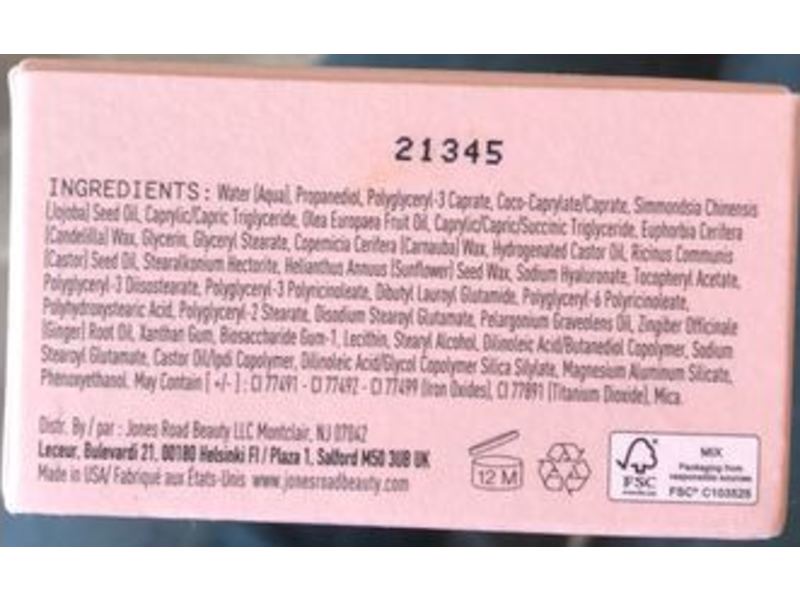 21345
INGREDIENTS : Water (Aqua), Propanediol, Polyglyceryl-3 Caprate, Coco-Caprylate/Caprate, Simmondsia Chinensis
(Jojoba) Seed Oil, Caprylic/Capric Triglyceride, Olea Europaea Fruit Oil, Caprylic/Capric/Succinic Triglyceride, Euphorbia Cerifera
(Candelilla) Wax, Glycerin, Glyceryl Stearate, Copernicia Cerifera (Carnauba) Wax, Hydrogenated Castor Oil, Ricinus Communis
(Castor) Seed Oil, Stearalkonium Hectorite, Helianthus Annuus (Sunflower) Seed Wax, Sodium Hyaluronate, Tocopheryl Acetate,
Polyglyceryl-3 Diisostearate, Polyglyceryl-3 Polyricinoleate, Dibutyl Lauroyl Glutamide, Polyglyceryl-6 Polyricinoleate,
Polyhydroxystearic Acid, Polyglyceryl-2 Stearate, Disodium Stearoyl Glutamate, Pelargonium Graveolens Oil, Zingiber Officinale
(Ginger) Root Oil, Xanthan Gum, Biosaccharide Gum-1, Lecithin, Stearyl Alcohol, Dilinoleic Acid/Butanediol Copolymer, Sodium
Stearoyl Glutamate, Castor Oil/Ipdi Copolymer, Dilinoleic Acid/Glycol Copolymer Silica Silylate, Magnesium Aluminum Silicate,
Phenoxyethanol. May Contain [ +/- ] : CI 77491 - CI 77492 - CI 77499 (Iron Oxides), CI 77891 (Titanium Dioxide), Mica.
Distr. By / par : Jones Road Beauty LLC Montclair, NJ 07042
Leceur, Bulevardi 21, 00180 Helsinki FI / Plaza 1, Salford M50 3UB UK
Made in USA/ Fabriqué aux États-Unis www.jonesroadbeauty.com
12 M
FSC
MIX
Packaging from
responsible sources
FSC® C103525